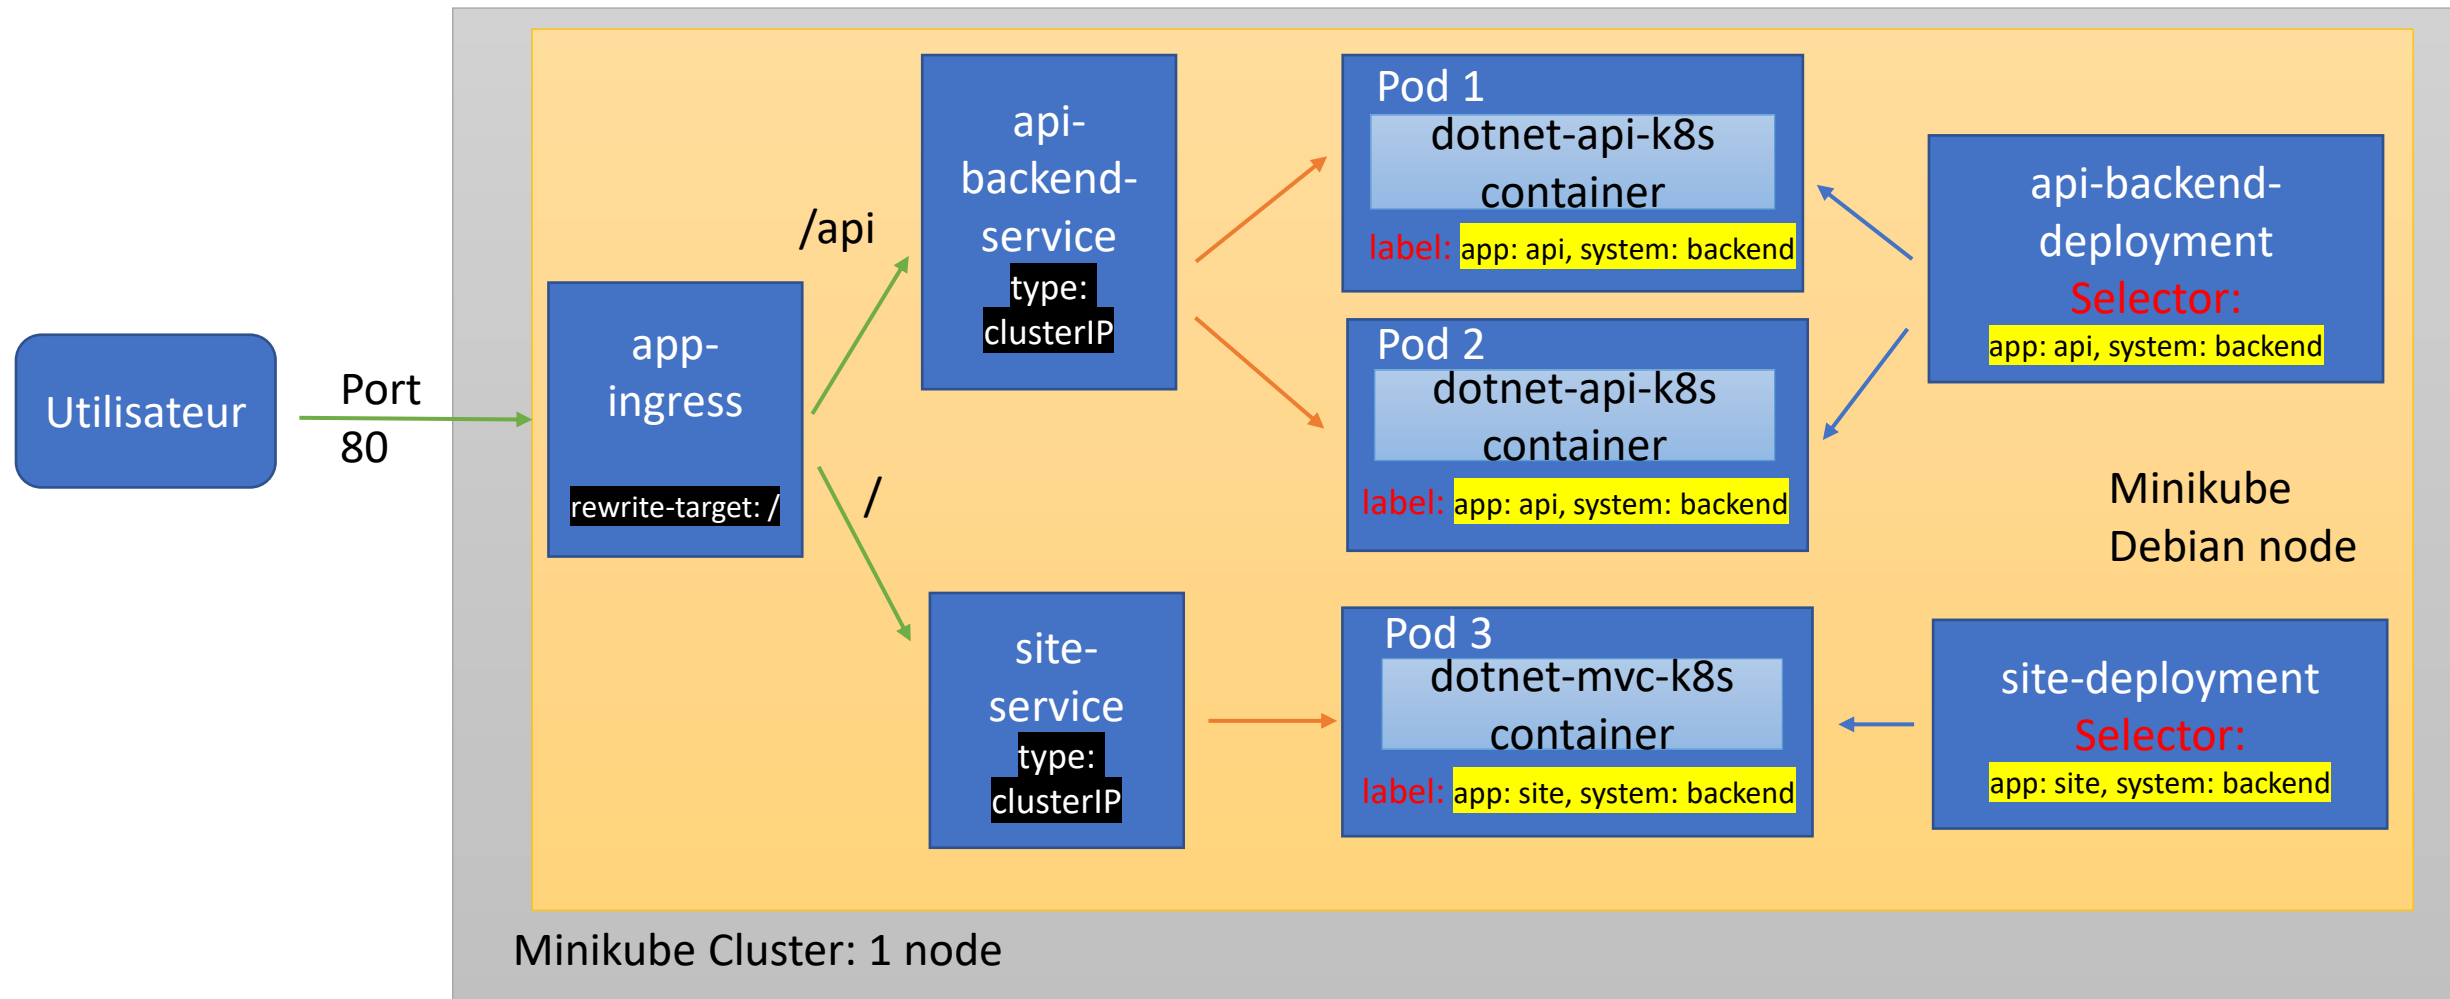 Utilisateur
Port
80
app-
ingress
rewrite-target: /
/api
/
api-
backend-
service
type:
clusterIP
site-
service
type:
clusterIP
Pod 1
dotnet-api-k8s
container
label: app: api, system: backend
Pod 2
dotnet-api-k8s
container
label: app: api, system: backend
Pod 3
dotnet-mvc-k8s
container
label: app: site, system: backend
api-backend-
deployment
Selector:
app: api, system: backend
Minikube
Debian node
site-deployment
Selector:
app: site, system: backend
Minikube Cluster: 1 node